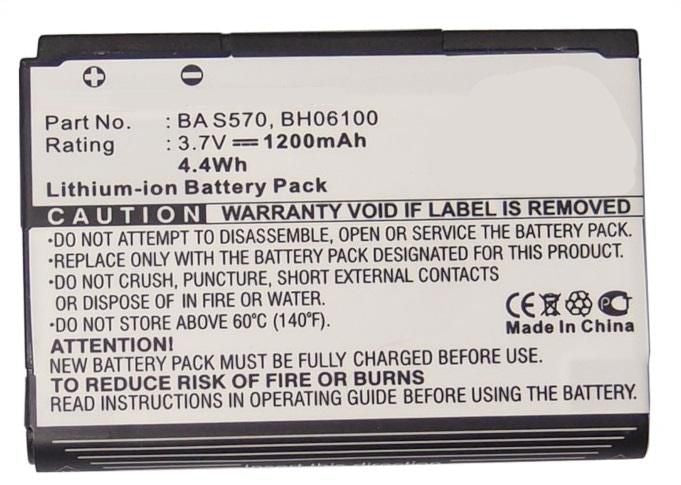 Part No. : BA S570, BH06100
Rating : 3.7V 1200mAh
4.4Wh
Lithium-ion Battery Pack
CAUTION WARRANTY VOID IF LABEL IS REMOVED
•DO NOT ATTEMPT TO DISASSEMBLE, OPEN OR SERVICE THE BATTERY PACK.
•REPLACE ONLY WITH THE BATTERY PACK DESIGNATED FOR THIS PRODUCT.
•DO NOT CRUSH, PUNCTURE, SHORT EXTERNAL CONTACTS
OR DISPOSE OF IN FIRE OR WATER.
•DO NOT STORE ABOVE 60°C (140°F).
CE
Made In China
ATTENTION!
NEW BATTERY PACK MUST BE FULLY CHARGED BEFORE USE.
TO REDUCE RISK OF FIRE OR BURNS
READ INSTRUCTIONS IN OPERATING GUIDE BEFORE USING THE BATTERY.
Insert this direction